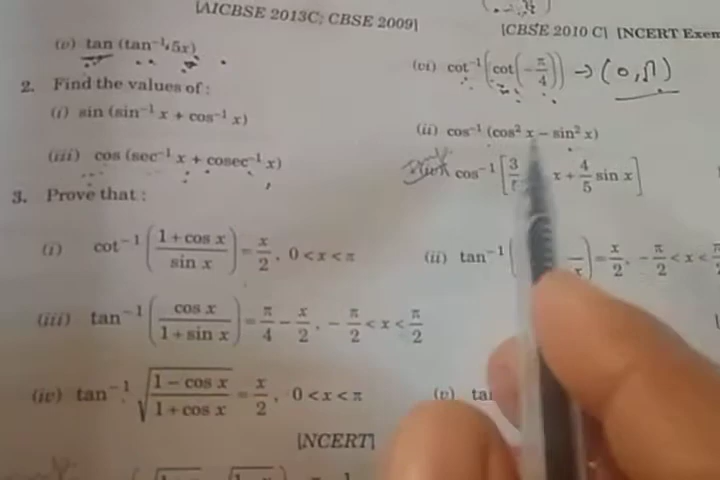 [AICBSE 2013C; CBSE 2009]
[CBSE 2010 C] [NCERT Exem
(v) tan (tan⁻¹ 5x)
(vi) cot⁻¹ (cot(-π/4)) → (0, π)
2. Find the values of :
(i) sin (sin⁻¹ x + cos⁻¹ x)
(ii) cos⁻¹ (cos² x – sin² x)
(iii) cos (sec⁻¹ x + cosec⁻¹ x)
cos⁻¹ [3/ x + 4/5 sin x]
3. Prove that :
(i) cot⁻¹ ((1 + cos x)/(sin x)) = x/2, 0 < x < π
(ii) tan⁻¹ ( ) = x/2, -π/2 < x < π/2
(iii) tan⁻¹ ((cos x)/(1 + sin x)) = π/4 - x/2, -π/2 < x < π/2
(iv) tan⁻¹ √((1 – cos x)/(1 + cos x)) = x/2, 0 < x < π
(v) ta
[NCERT]